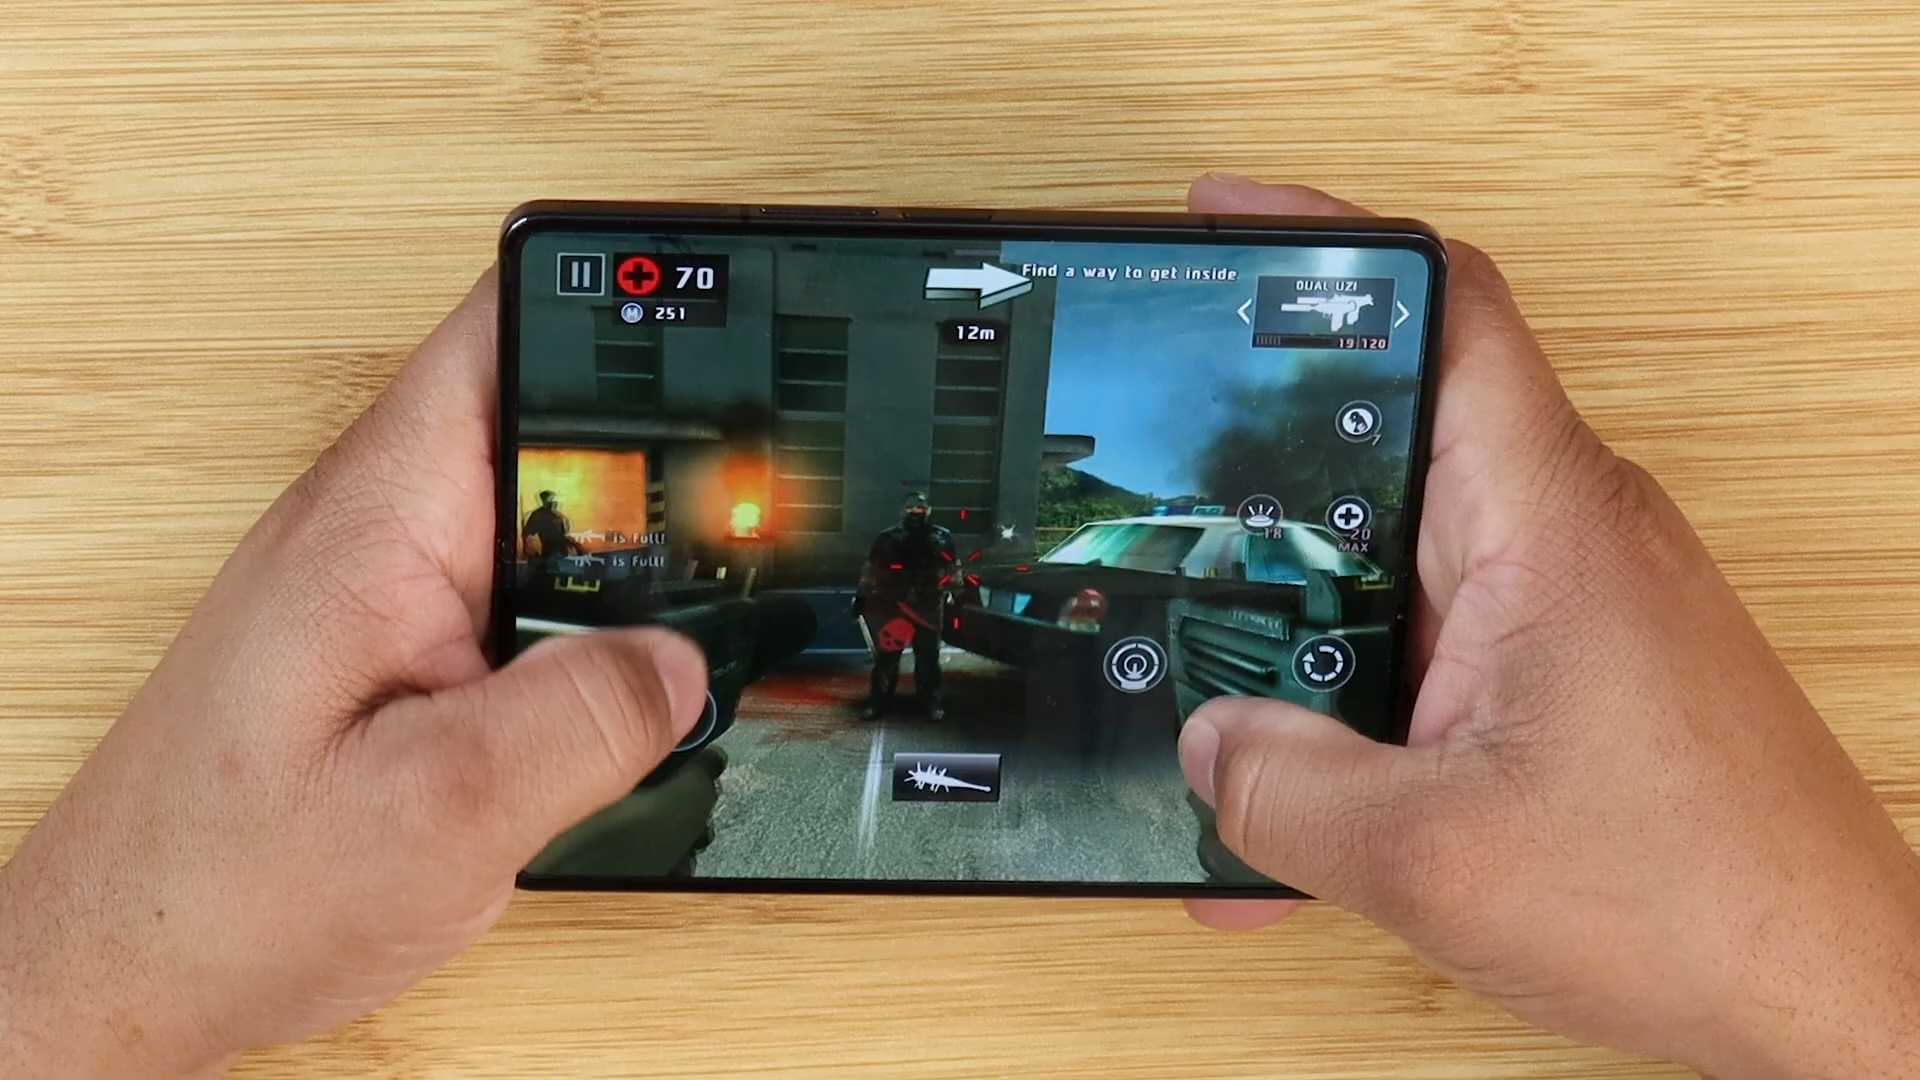 70
251
Find a way to get inside
12m
DUAL UZI
19 120
7
is Full!
is Full!
18
20
MAX